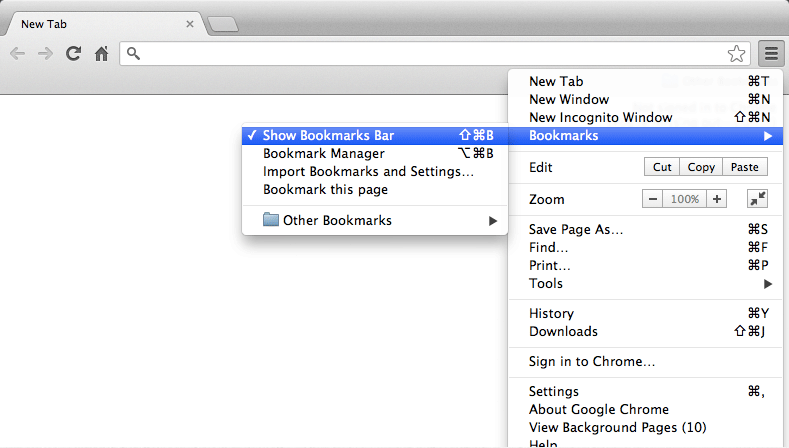 New Tab
New Tab ⌘T
New Window ⌘N
New Incognito Window ⇧⌘N
Bookmarks
✓ Show Bookmarks Bar ⇧⌘B
Bookmark Manager ⌥⌘B
Import Bookmarks and Settings...
Bookmark this page
Other Bookmarks
Edit Cut Copy Paste
Zoom − 100% +
Save Page As... ⌘S
Find... ⌘F
Print... ⌘P
Tools
History ⌘Y
Downloads ⇧⌘J
Sign in to Chrome...
Settings ⌘,
About Google Chrome
View Background Pages (10)
Help